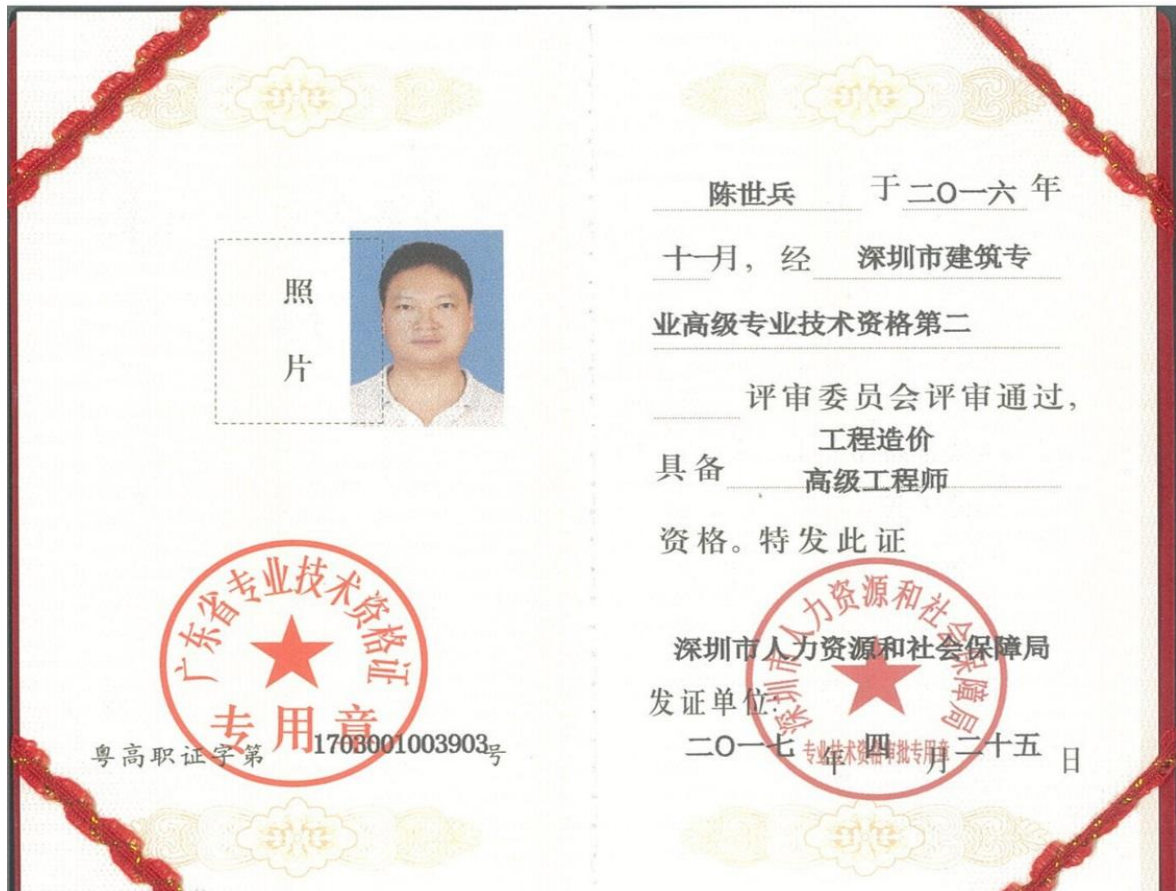 照
片
广东省专业技术资格证
专用章
粤高职证字第1703001003903号
陈世兵 于二〇一六年
十一月，经 深圳市建筑专
业高级专业技术资格第二
评审委员会评审通过，
工程造价
具备 高级工程师
资格。特发此证
深圳市人力资源和社会保障局
深圳市人力资源和社会保障局
发证单位：
专业技术资格审批专用章
二〇一七年四月二十五日